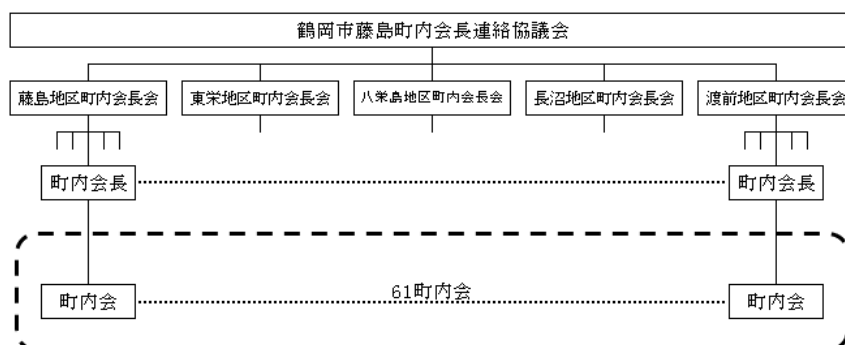 鶴岡市藤島町内会長連絡協議会
藤島地区町内会長会
東栄地区町内会長会
八栄島地区町内会長会
長沼地区町内会長会
渡前地区町内会長会
町内会長
町内会長
町内会
61町内会
町内会